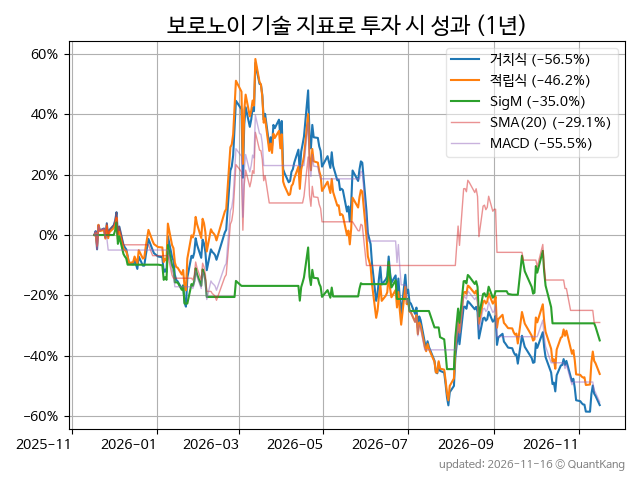 보로노이 기술 지표로 투자 시 성과 (1년)
거치식 (−56.5%)
적립식 (−46.2%)
SigM (−35.0%)
SMA(20) (−29.1%)
MACD (−55.5%)
60%
40%
20%
0%
−20%
−40%
−60%
2025-11 2026-01 2026-03 2026-05 2026-07 2026-09 2026-11
updated: 2026-11-16 © QuantKang